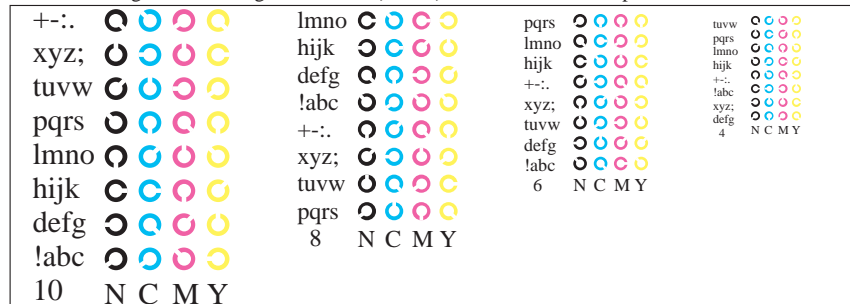 +-:.
xyz;
tuvw
pqrs
lmno
hijk
defg
!abc
10 N C M Y
lmno
hijk
defg
!abc
+-:.
xyz;
tuvw
pqrs
8 N C M Y
pqrs
lmno
hijk
+-:.
xyz;
tuvw
defg
!abc
6 N C M Y
tuvw
pqrs
lmno
hijk
+-:.
!abc
xyz;
defg
4 N C M Y